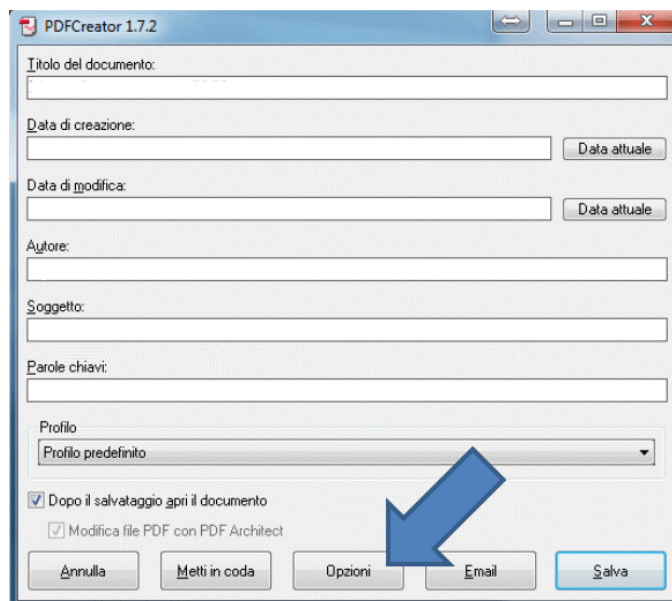 PDFCreator 1.7.2
Titolo del documento:
Data di creazione:
Data attuale
Data di modifica:
Data attuale
Autore:
Soggetto:
Parole chiavi:
Profilo
Profilo predefinito
Dopo il salvataggio apri il documento
Modifica file PDF con PDF Architect
Annulla Metti in coda Opzioni Email Salva